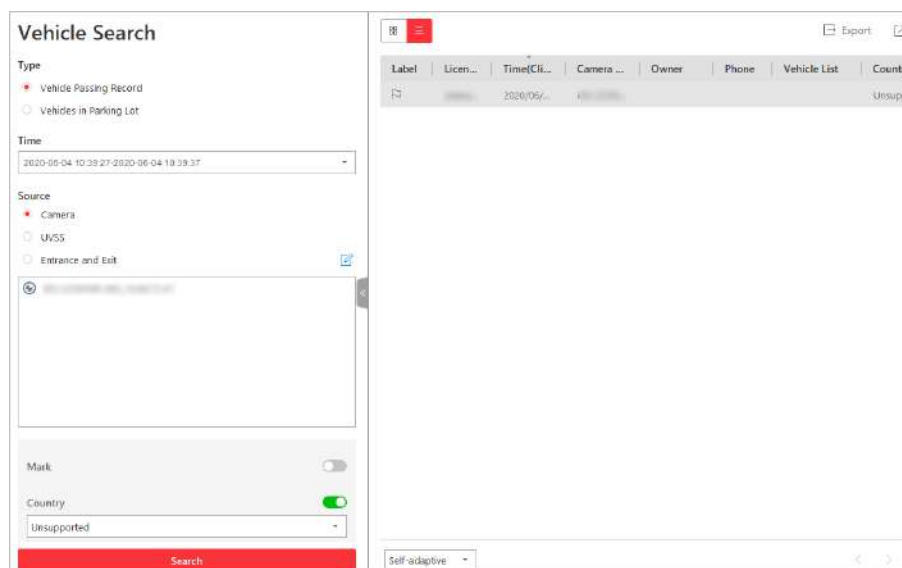 Vehicle Search
Type
Vehicle Passing Record
Vehicles in Parking Lot
Time
2020-06-04 10:39:27-2020-06-04 10:39:37
Source
Camera
UVSS
Entrance and Exit
Mark
Country
Unsupported
Search
Export
Label Licen... Time(Cli... Camera ... Owner Phone Vehicle List Count
2020/06/... Unsup
Self-adaptive